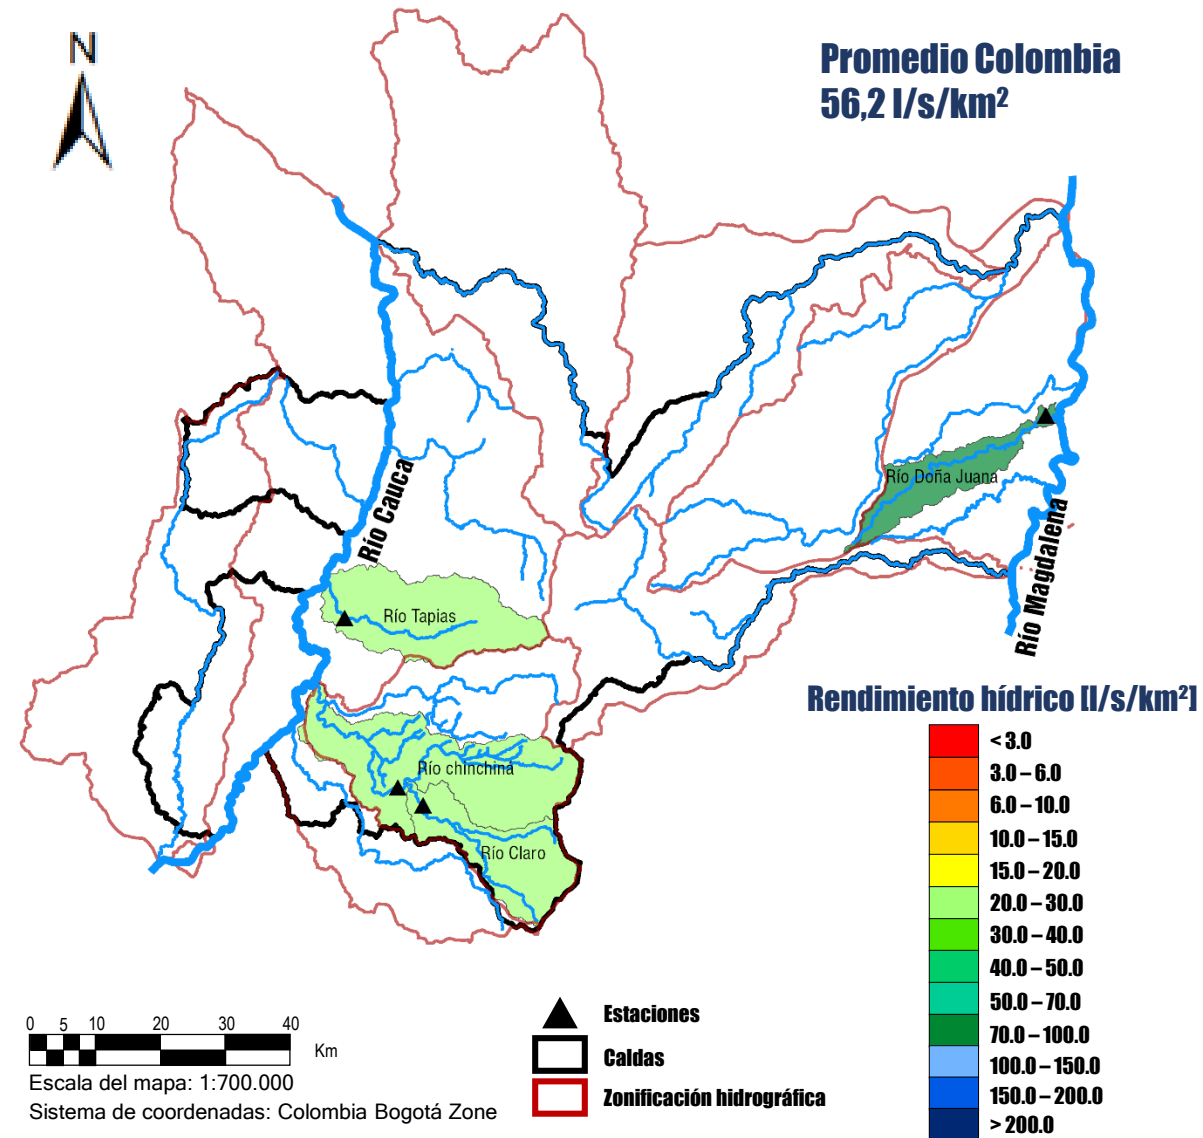 N
Promedio Colombia
56,2 l/s/km²
Río Cauca
Río Doña Juana
Río Magdalena
Río Tapias
Río chinchiná
Río Claro
Rendimiento hídrico [l/s/km²]
< 3.0
3.0 – 6.0
6.0 – 10.0
10.0 – 15.0
15.0 – 20.0
20.0 – 30.0
30.0 – 40.0
40.0 – 50.0
50.0 – 70.0
70.0 – 100.0
100.0 – 150.0
150.0 – 200.0
> 200.0
Estaciones
Caldas
Zonificación hidrográfica
0 5 10 20 30 40
Km
Escala del mapa: 1:700.000
Sistema de coordenadas: Colombia Bogotá Zone